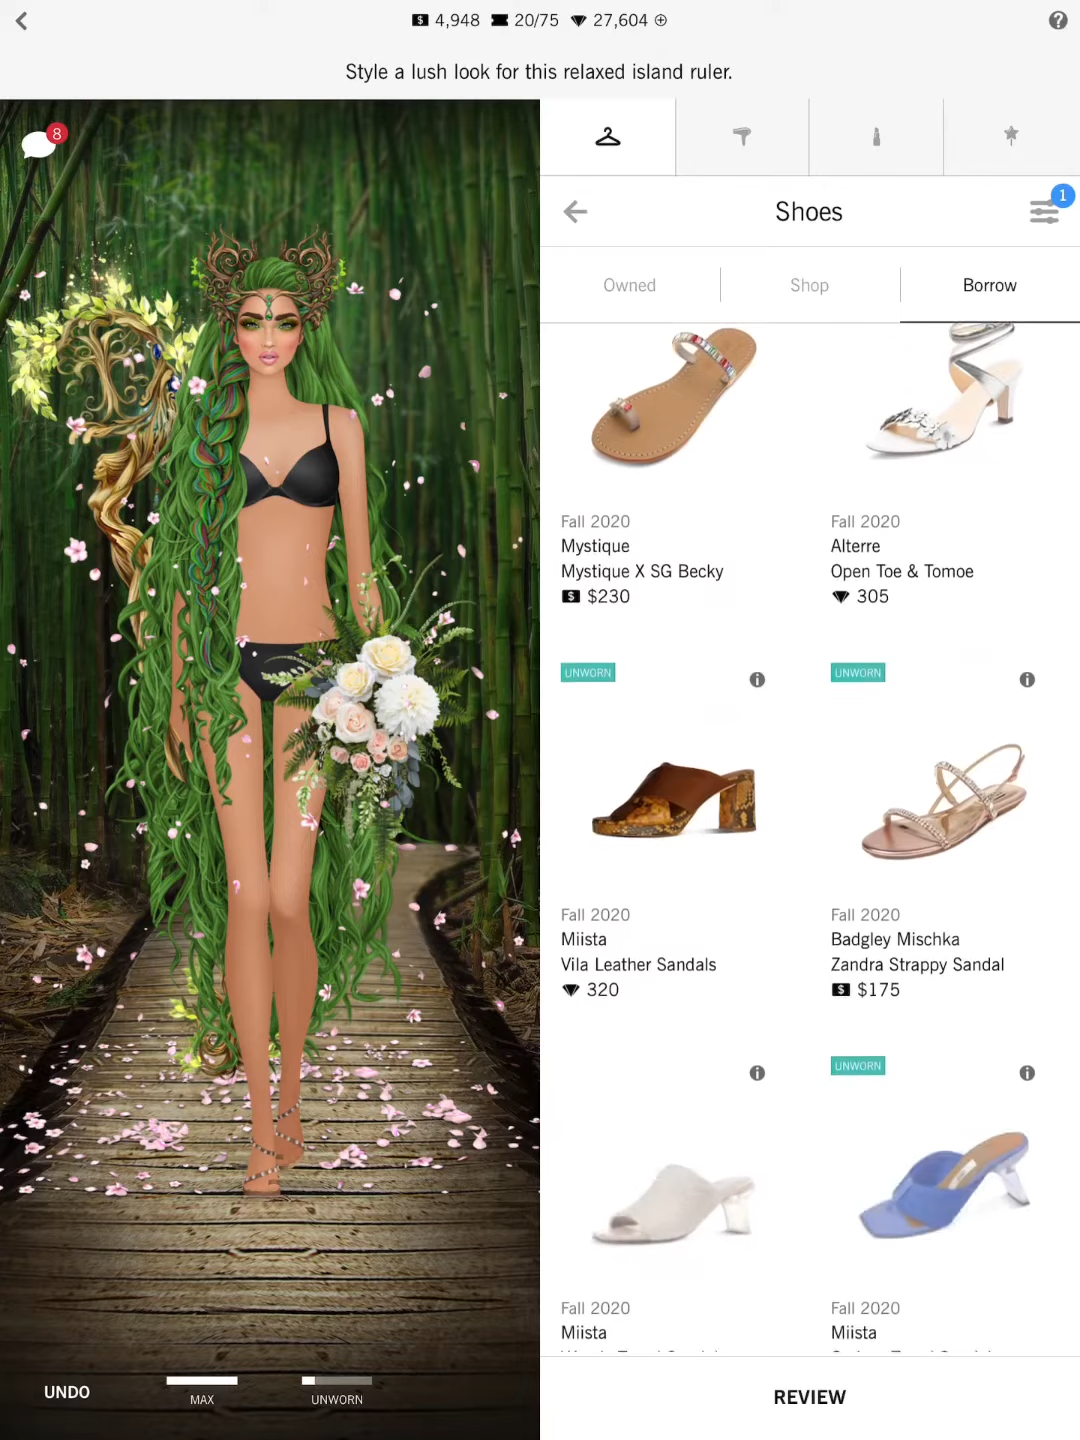 4,948 20/75 27,604
Style a lush look for this relaxed island ruler.
8
1
Shoes
Owned
Shop
Borrow
Fall 2020
Mystique
Mystique X SG Becky
$230
Fall 2020
Alterre
Open Toe & Tomoe
305
UNWORN
Fall 2020
Miista
Vila Leather Sandals
320
UNWORN
Fall 2020
Badgley Mischka
Zandra Strappy Sandal
$175
Fall 2020
Miista
UNWORN
Fall 2020
Miista
UNDO
MAX
UNWORN
REVIEW